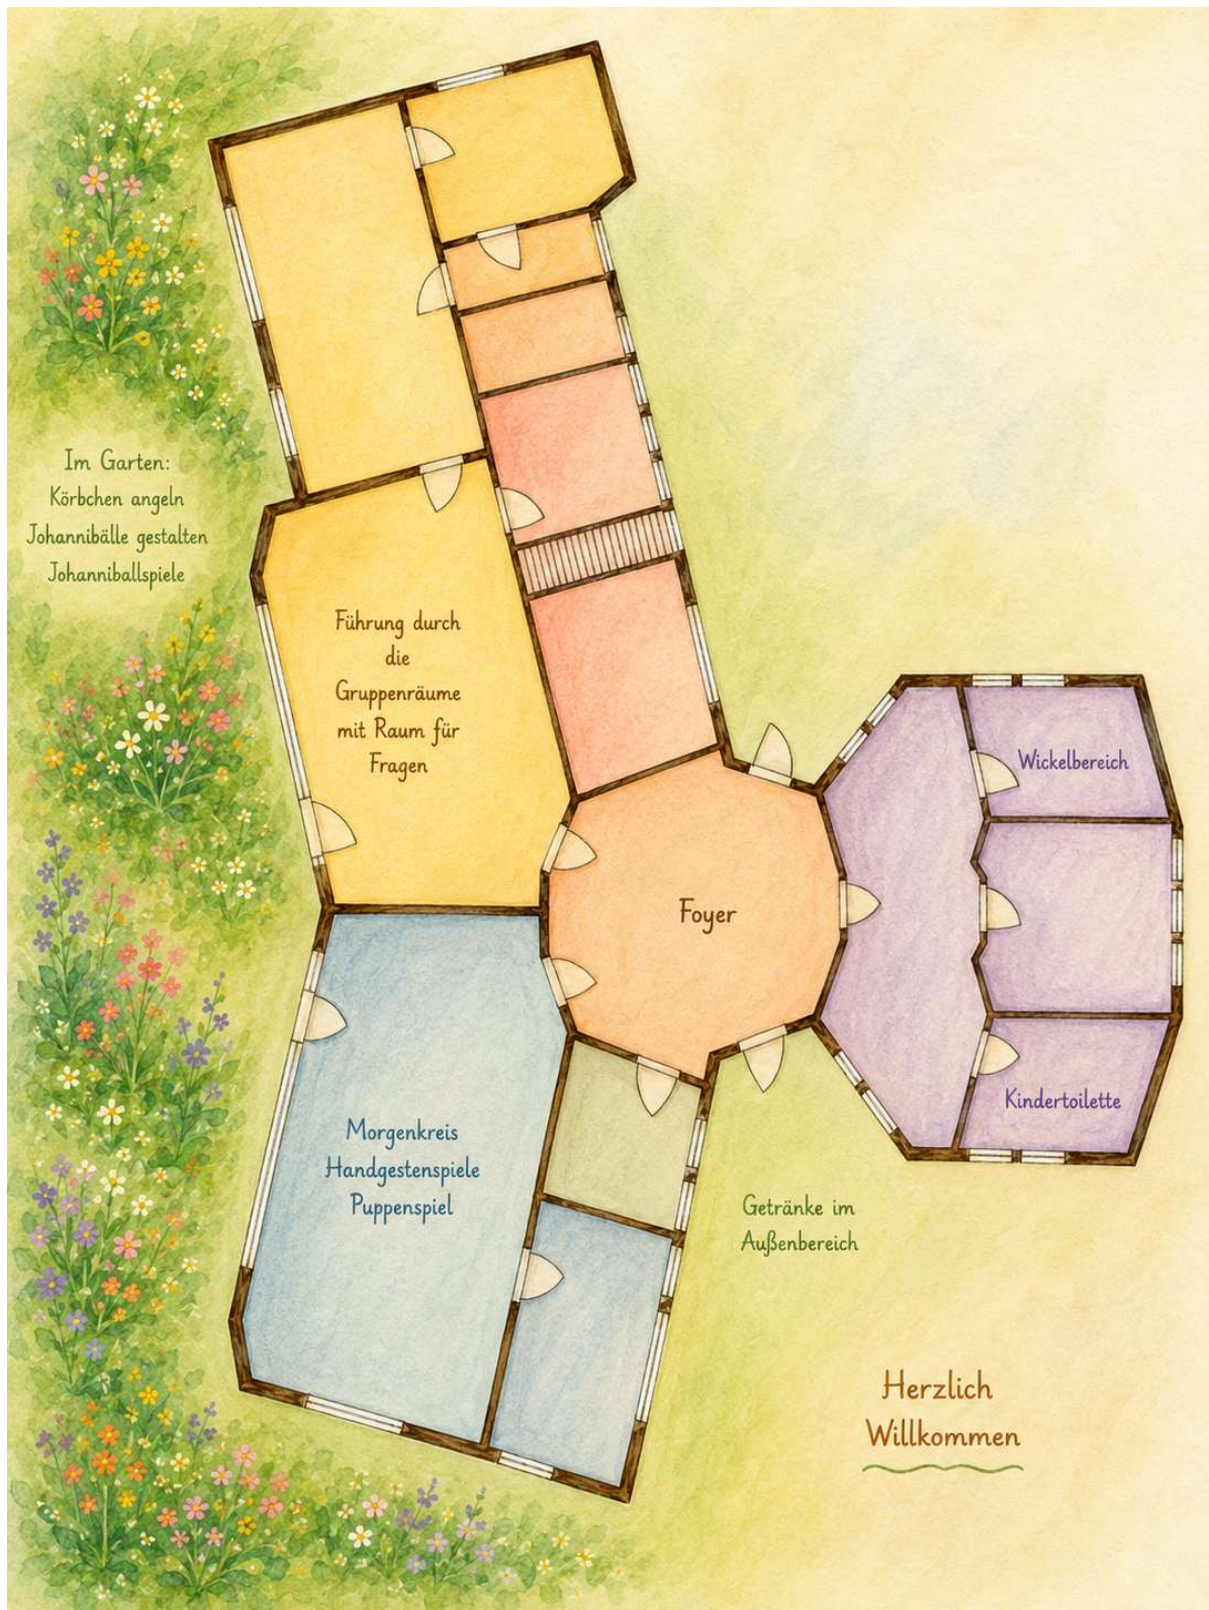 Im Garten:
Körbchen angeln
Johannibälle gestalten
Johanniballspiele
Führung durch
die
Gruppenräume
mit Raum für
Fragen
Wickelbereich
Foyer
Kindertoilette
Morgenkreis
Handgestenspiele
Puppenspiel
Getränke im
Außenbereich
Herzlich
Willkommen